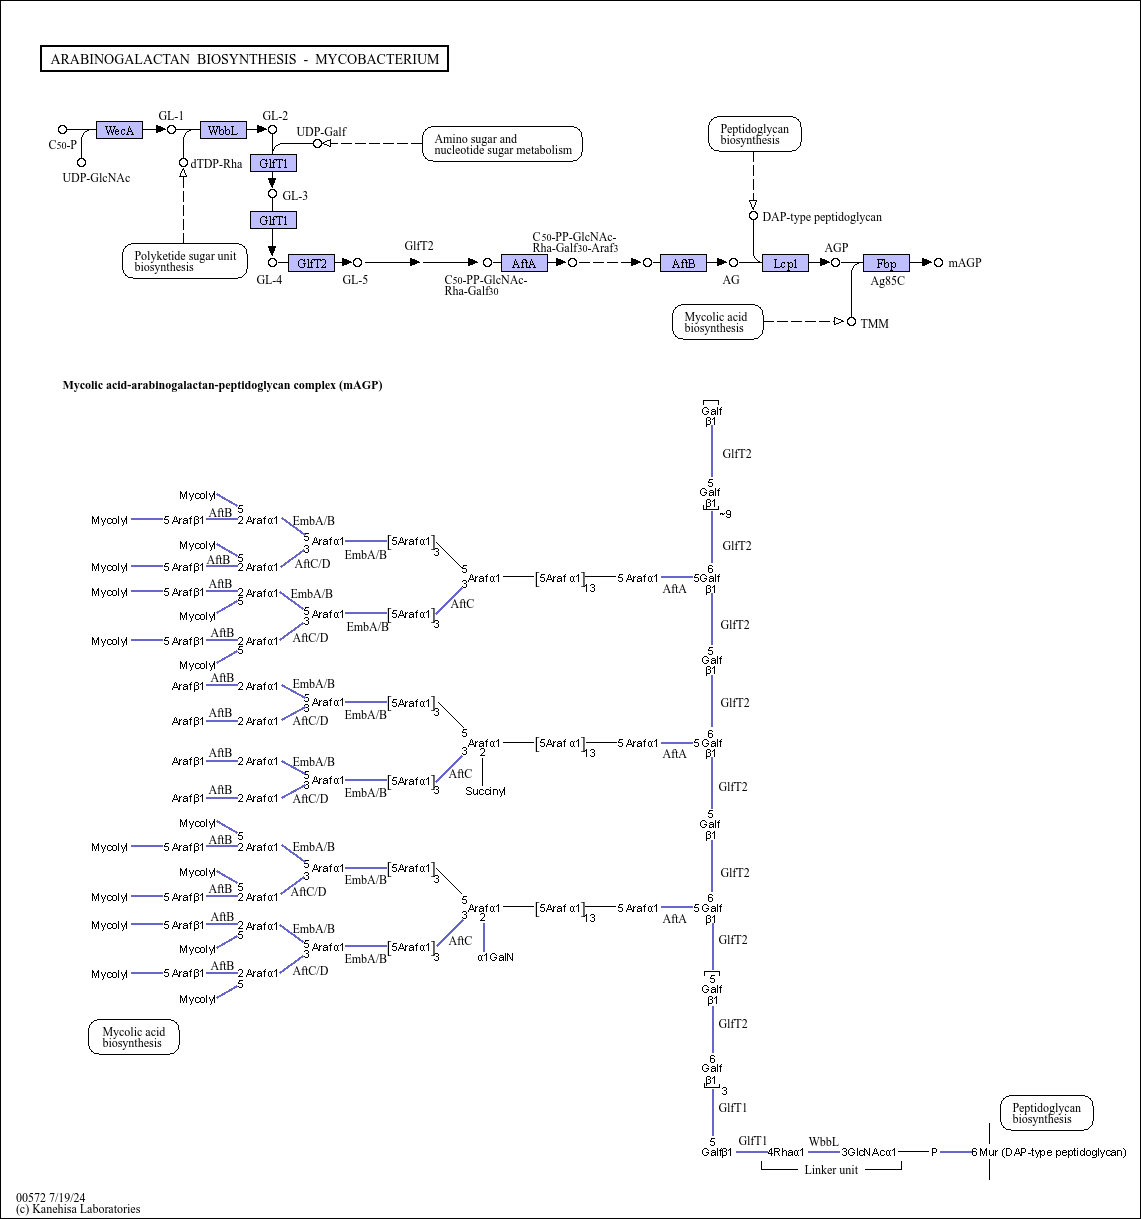 ARABINOGALACTAN BIOSYNTHESIS - MYCOBACTERIUM
C50-P
WecA
GL-1
WbbL
GL-2
UDP-GlcNAc
dTDP-Rha
UDP-Galf
Amino sugar and
nucleotide sugar metabolism
GlfT1
GL-3
GlfT1
Polyketide sugar unit
biosynthesis
GL-4
GlfT2
GL-5
GlfT2
C50-PP-GlcNAc-
Rha-Galf30
AftA
C50-PP-GlcNAc-
Rha-Galf30-Araf3
AftB
AG
Peptidoglycan
biosynthesis
DAP-type peptidoglycan
Lcp1
AGP
Fbp
Ag85C
mAGP
Mycolic acid
biosynthesis
TMM
Mycolic acid-arabinogalactan-peptidoglycan complex (mAGP)
Galf
β1
GlfT2
5
Galf
β1
~9
GlfT2
Mycolyl
5
Mycolyl 5 Arafβ1 AftB 2 Arafα1 EmbA/B
5 Arafα1 EmbA/B [5Arafα1]3
3
Mycolyl
5
Mycolyl 5 Arafβ1 AftB 2 Arafα1 AftC/D
5
3 Arafα1 [5Araf α1]13 5 Arafα1 AftA 5Galf
6
β1
Mycolyl 5 Arafβ1 AftB 2 Arafα1 EmbA/B
5
Mycolyl
5 Arafα1 EmbA/B [5Arafα1]3 AftC
3
Mycolyl 5 Arafβ1 AftB 2 Arafα1 AftC/D
5
Mycolyl
GlfT2
5
Galf
β1
GlfT2
Arafβ1 AftB 2 Arafα1 EmbA/B
5 Arafα1 EmbA/B [5Arafα1]3
3
Arafβ1 AftB 2 Arafα1 AftC/D
5
3 Arafα1 [5Araf α1]13 5 Arafα1 AftA 5Galf
6
β1
2
Succinyl
Arafβ1 AftB 2 Arafα1 EmbA/B
5 Arafα1 EmbA/B [5Arafα1]3 AftC
3
Arafβ1 AftB 2 Arafα1 AftC/D
GlfT2
5
Galf
β1
GlfT2
Mycolyl
5
Mycolyl 5 Arafβ1 AftB 2 Arafα1 EmbA/B
5 Arafα1 EmbA/B [5Arafα1]3
3
Mycolyl
5
Mycolyl 5 Arafβ1 AftB 2 Arafα1 AftC/D
5
3 Arafα1 [5Araf α1]13 5 Arafα1 AftA 5Galf
6
β1
2
α1GalN
Mycolyl 5 Arafβ1 AftB 2 Arafα1 EmbA/B
5
Mycolyl
5 Arafα1 EmbA/B [5Arafα1]3 AftC
3
Mycolyl 5 Arafβ1 AftB 2 Arafα1 AftC/D
5
Mycolyl
GlfT2
5
Galf
β1
GlfT2
6
Galf
β1
3
GlfT1
Mycolic acid
biosynthesis
Peptidoglycan
biosynthesis
5
Galfβ1 GlfT1 4Rhaα1 WbbL 3GlcNAcα1 P 6 Mur (DAP-type peptidoglycan)
Linker unit
00572 7/19/24
(c) Kanehisa Laboratories